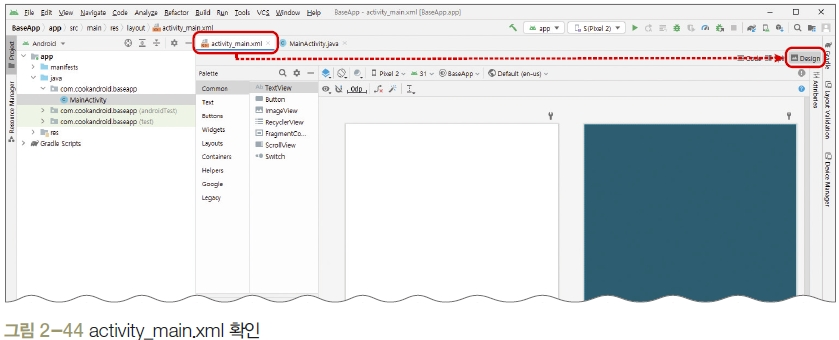 File Edit View Navigate Code Analyze Refactor Build Run Tools VCS Window Help BaseApp - activity_main.xml [BaseApp.app]
BaseApp app src main res layout activity_main.xml
app S (Pixel 2)
Android
activity_main.xml
MainActivity.java
Project
Resource Manager
app
manifests
java
com.cookandroid.baseapp
MainActivity
com.cookandroid.baseapp (androidTest)
com.cookandroid.baseapp (test)
res
Gradle Scripts
Palette
Common
Text
Buttons
Widgets
Layouts
Containers
Helpers
Google
Legacy
Ab TextView
Button
ImageView
RecyclerView
FragmentCo...
ScrollView
Switch
Code
Design
Pixel 2 31 BaseApp Default (en-us)
0dp
Gradle
Attributes
Layout Validation
Device Manager
그림 2-44 activity_main.xml 확인